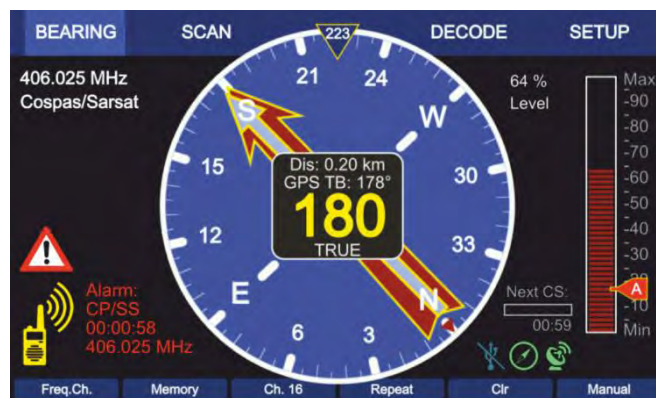 BEARING SCAN 223 DECODE SETUP
406.025 MHz
Cospas/Sarsat
21 24
S W
15 30
12 33
E N
6 3
Dis: 0.20 km
GPS TB: 178°
180
TRUE
64 %
Level
Max
-90
-80
-70
-60
-50
-40
-30
-20
A
-10
Min
Alarm:
CP/SS
00:00:58
406.025 MHz
Next CS:
00:59
Freq.Ch. Memory Ch. 16 Repeat Clr Manual